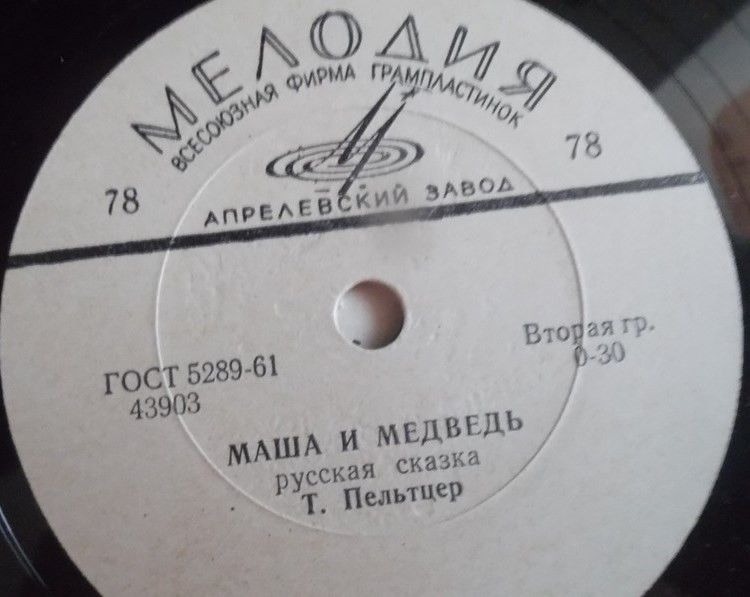 МЕЛОДИЯ
ВСЕСОЮЗНАЯ ФИРМА ГРАМПЛАСТИНОК
78
78
АПРЕЛЕВСКИЙ ЗАВОД
ГОСТ 5289-61
43903
Вторая гр.
0-30
МАША И МЕДВЕДЬ
русская сказка
Т. Пельтцер